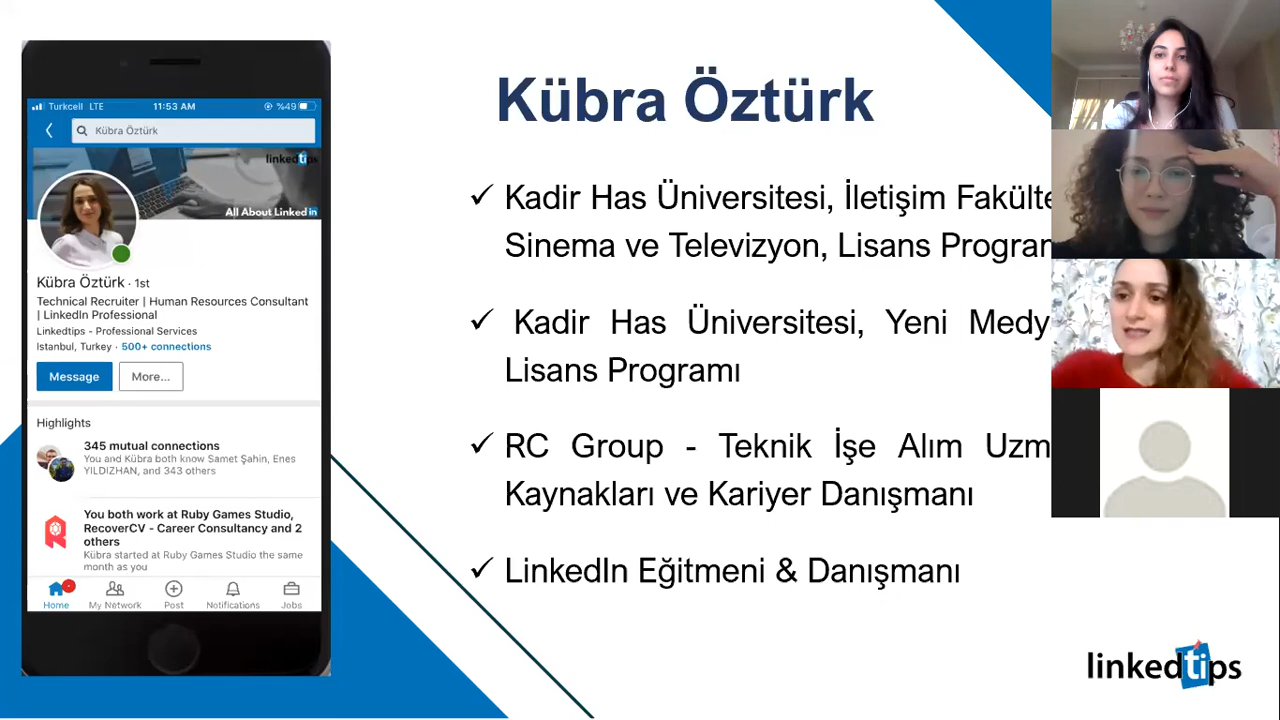 Turkcell LTE 11:53 AM %49
Kübra Öztürk
linkedtips
All About Linked in
Kübra Öztürk · 1st
Technical Recruiter | Human Resources Consultant
| LinkedIn Professional
Linkedtips - Professional Services
Istanbul, Turkey · 500+ connections
Message More...
Highlights
345 mutual connections
You and Kübra both know Samet Şahin, Enes
YILDIZHAN, and 343 others
You both work at Ruby Games Studio,
RecoverCV - Career Consultancy and 2
others
Kübra started at Ruby Games Studio the same
month as you
Home My Network Post Notifications Jobs
Kübra Öztürk
✓ Kadir Has Üniversitesi, İletişim Fakülte
Sinema ve Televizyon, Lisans Program
✓ Kadir Has Üniversitesi, Yeni Medy
Lisans Programı
✓ RC Group - Teknik İşe Alım Uzm
Kaynakları ve Kariyer Danışmanı
✓ LinkedIn Eğitmeni & Danışmanı
linkedtips